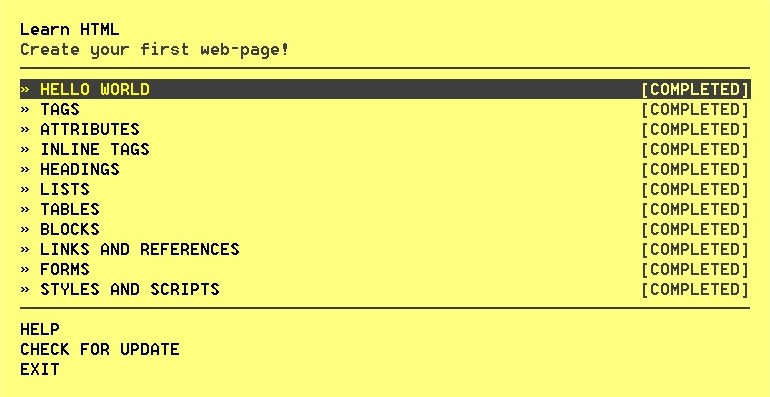 Learn HTML
Create your first web-page!
» HELLO WORLD [COMPLETED]
» TAGS [COMPLETED]
» ATTRIBUTES [COMPLETED]
» INLINE TAGS [COMPLETED]
» HEADINGS [COMPLETED]
» LISTS [COMPLETED]
» TABLES [COMPLETED]
» BLOCKS [COMPLETED]
» LINKS AND REFERENCES [COMPLETED]
» FORMS [COMPLETED]
» STYLES AND SCRIPTS [COMPLETED]
HELP
CHECK FOR UPDATE
EXIT